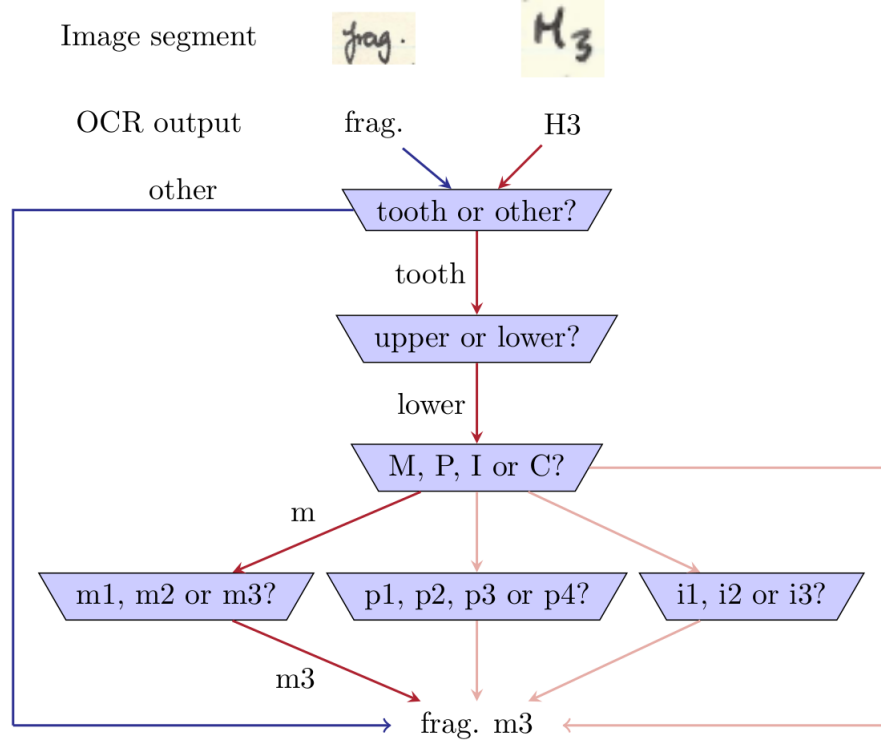 Image segment frag. M3
OCR output frag. H3
other
tooth or other?
tooth
upper or lower?
lower
M, P, I or C?
m
m1, m2 or m3? p1, p2, p3 or p4? i1, i2 or i3?
m3
frag. m3